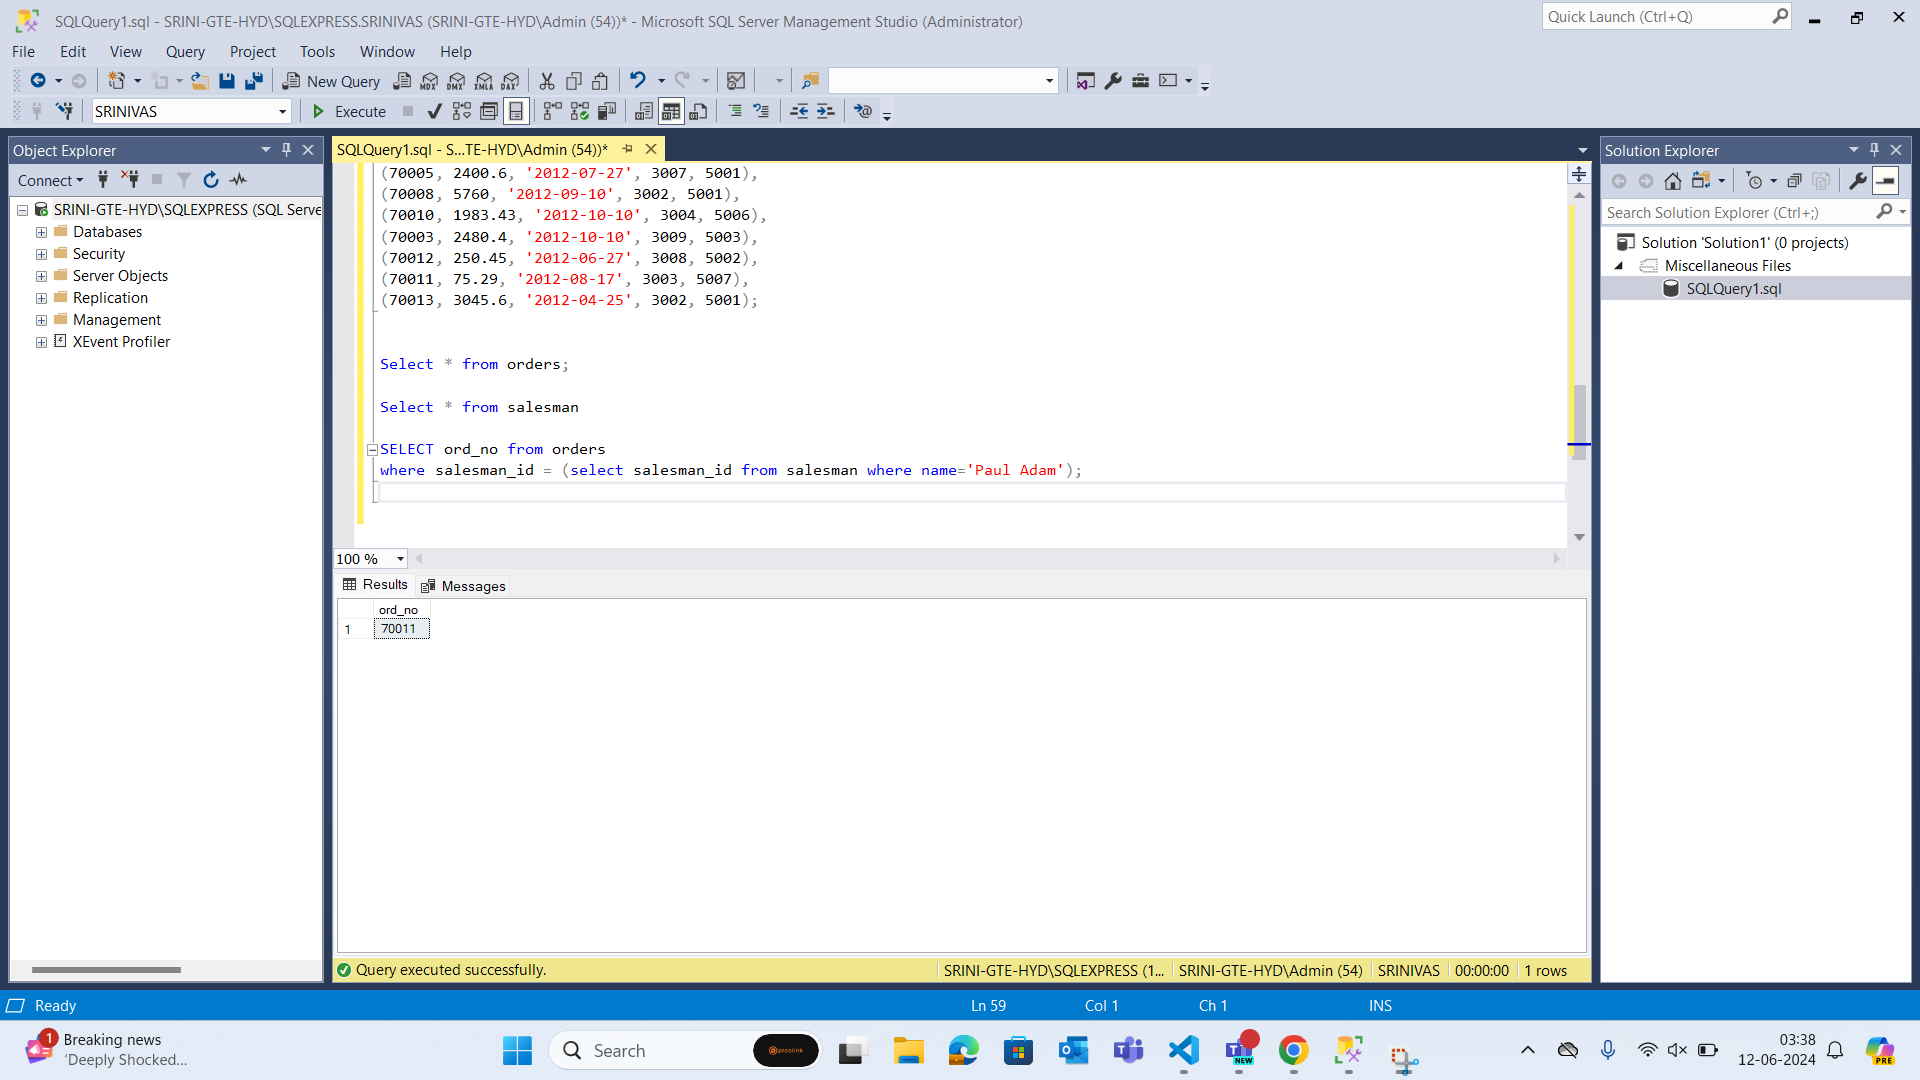 SQLQuery1.sql - SRINI-GTE-HYD\SQLEXPRESS.SRINIVAS (SRINI-GTE-HYD\Admin (54))* - Microsoft SQL Server Management Studio (Administrator)
Quick Launch (Ctrl+Q)
File Edit View Query Project Tools Window Help
New Query MDX DMX XMLA DAX
SRINIVAS Execute
Object Explorer
Connect
SRINI-GTE-HYD\SQLEXPRESS (SQL Serve
Databases
Security
Server Objects
Replication
Management
XEvent Profiler
SQLQuery1.sql - S...TE-HYD\Admin (54))*
(70005, 2400.6, '2012-07-27', 3007, 5001),
(70008, 5760, '2012-09-10', 3002, 5001),
(70010, 1983.43, '2012-10-10', 3004, 5006),
(70003, 2480.4, '2012-10-10', 3009, 5003),
(70012, 250.45, '2012-06-27', 3008, 5002),
(70011, 75.29, '2012-08-17', 3003, 5007),
(70013, 3045.6, '2012-04-25', 3002, 5001);
Select * from orders;
Select * from salesman
SELECT ord_no from orders
where salesman_id = (select salesman_id from salesman where name='Paul Adam');
100 %
Results Messages
ord_no
1 70011
Query executed successfully.
SRINI-GTE-HYD\SQLEXPRESS (1... SRINI-GTE-HYD\Admin (54) SRINIVAS 00:00:00 1 rows
Solution Explorer
Search Solution Explorer (Ctrl+;)
Solution 'Solution1' (0 projects)
Miscellaneous Files
SQLQuery1.sql
Ready Ln 59 Col 1 Ch 1 INS
1
Breaking news
'Deeply Shocked...
Search
proolink
NEW
03:38
12-06-2024
PRE